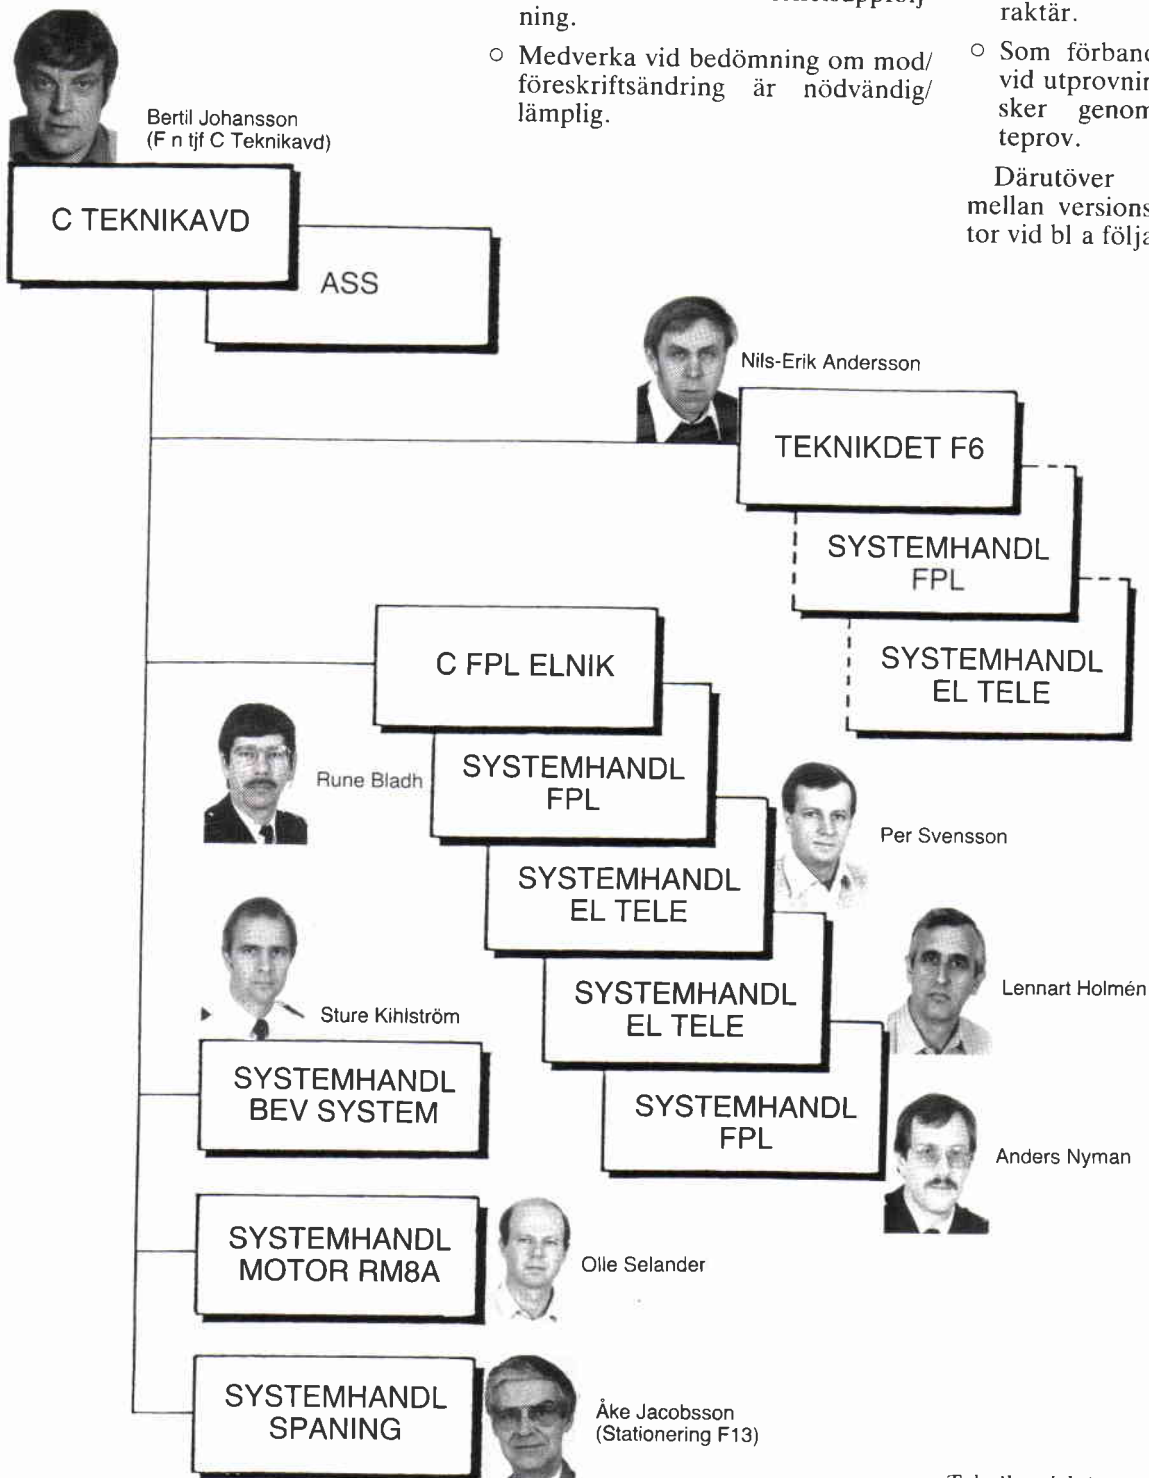 ning.
○ Medverka vid bedömning om mod/
föreskriftsändring är nödvändig/
lämplig.
raktär.
○ Som
vid
sker
teprov.
Därutöver
mellan
tor vid bl a
Bertil Johansson
(F n tjf C Teknikavd)
C TEKNIKAVD
ASS
Nils-Erik Andersson
TEKNIKDET F6
SYSTEMHANDL
FPL
SYSTEMHANDL
EL TELE
C FPL ELNIK
Rune Bladh
SYSTEMHANDL
FPL
Per Svensson
SYSTEMHANDL
EL TELE
Lennart Holmén
SYSTEMHANDL
EL TELE
Sture Kihlström
SYSTEMHANDL
BEV SYSTEM
SYSTEMHANDL
FPL
Anders Nyman
SYSTEMHANDL
MOTOR RM8A
Olle Selander
SYSTEMHANDL
SPANING
Åke Jacobsson
(Stationering F13)